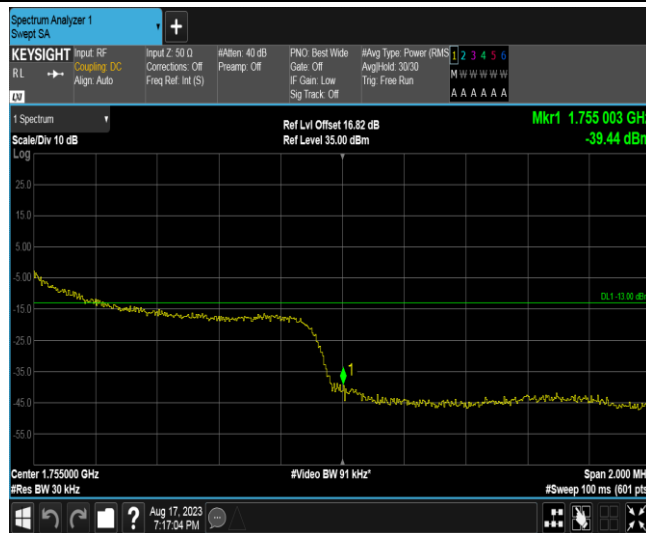 Spectrum Analyzer 1
Swept SA
KEYSIGHT
RL
LXI
Input: RF
Coupling: DC
Align: Auto
Input Z: 50 Ω
Corrections: Off
Freq Ref: Int (S)
#Atten: 40 dB
Preamp: Off
PNO: Best Wide
Gate: Off
IF Gain: Low
Sig Track: Off
#Avg Type: Power (RMS
Avg|Hold: 30/30
Trig: Free Run
1 2 3 4 5 6
M W W W W W
A A A A A A
1 Spectrum
Scale/Div 10 dB
Log
Ref Lvl Offset 16.82 dB
Ref Level 35.00 dBm
Mkr1 1.755 003 GHz
-39.44 dBm
25.0
15.0
5.00
-5.00
DL1 -13.00 dBm
-15.0
-25.0
1
-35.0
-45.0
-55.0
Center 1.755000 GHz
#Res BW 30 kHz
#Video BW 91 kHz*
Span 2.000 MH
#Sweep 100 ms (601 pts
?
Aug 17, 2023
7:17:04 PM